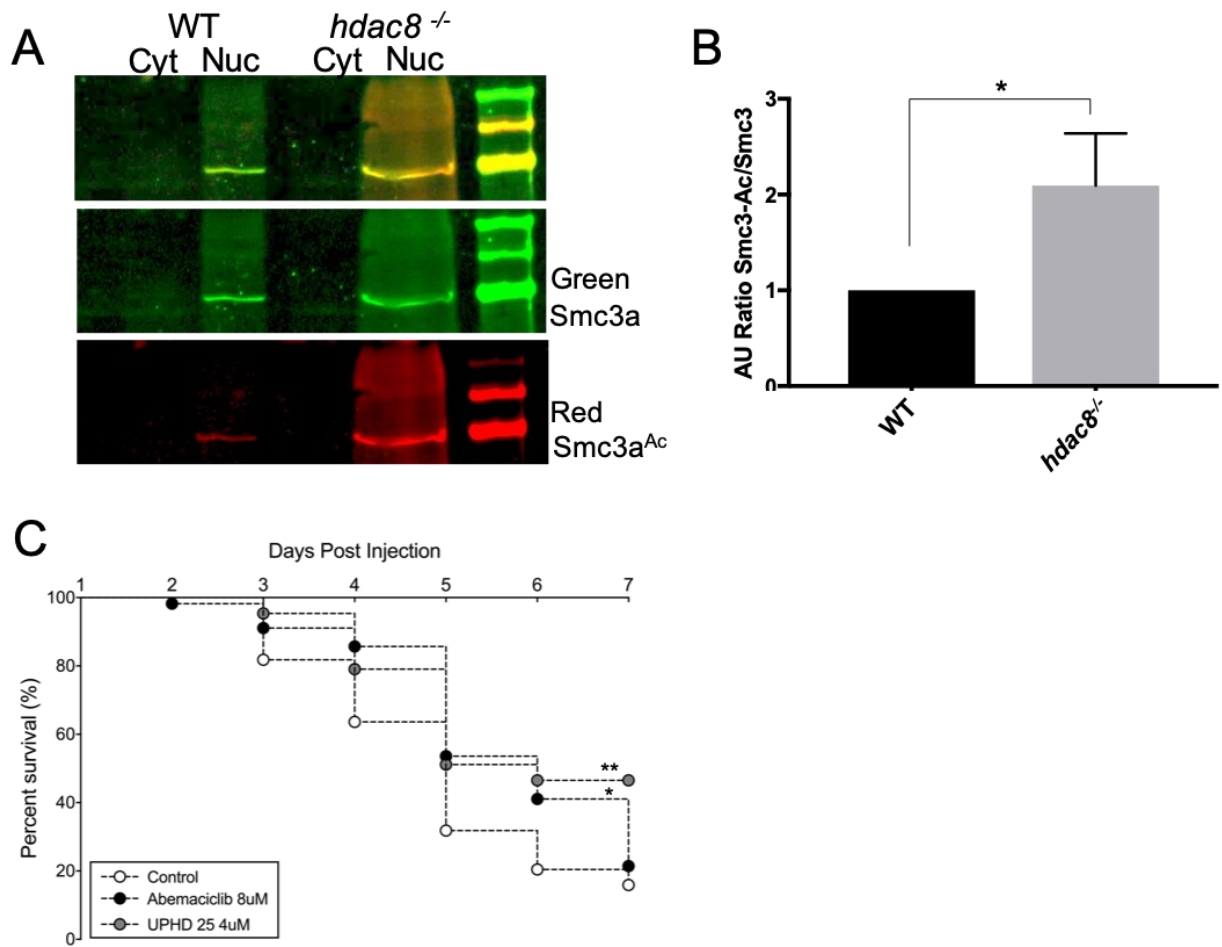 A
WT hdac8 -/-
Cyt Nuc Cyt Nuc
Green
Smc3a
Red
Smc3aAc
B
*
3
2
1
0
AU Ratio Smc3-Ac/Smc3
WT
hdac8-/-
C
Days Post Injection
1 2 3 4 5 6 7
100
80
60
40
20
0
Percent survival (%)
**
*
Control
Abemaciclib 8uM
UPHD 25 4uM